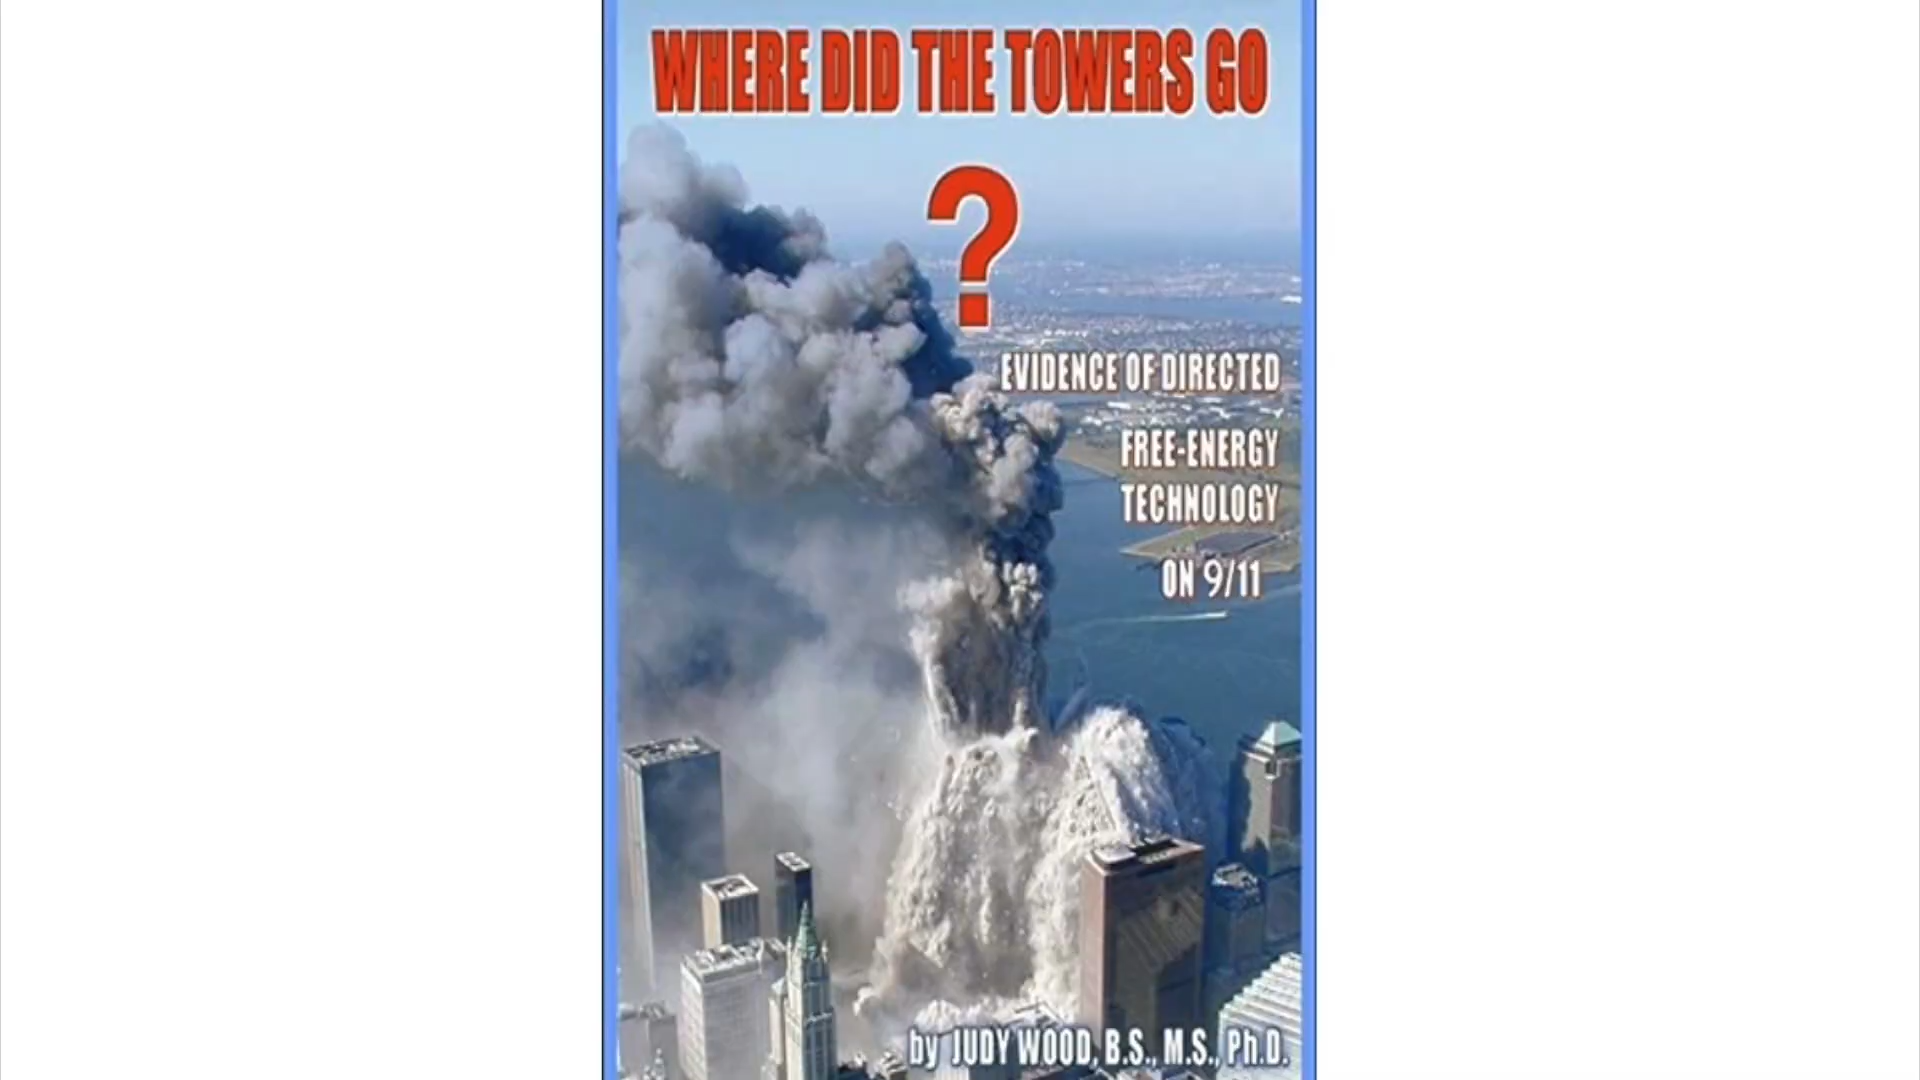 WHERE DID THE TOWERS GO
?
EVIDENCE OF DIRECTED
FREE-ENERGY
TECHNOLOGY
ON 9/11
by JUDY WOOD, B.S., M.S., Ph.D.